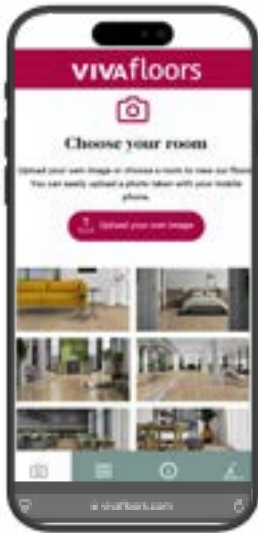 VIVAfloors
Choose your room
Upload your own image or choose a room to view our floors
You can easily upload a photo taken with your mobile
phone.
Upload your own image
vivafloors.com